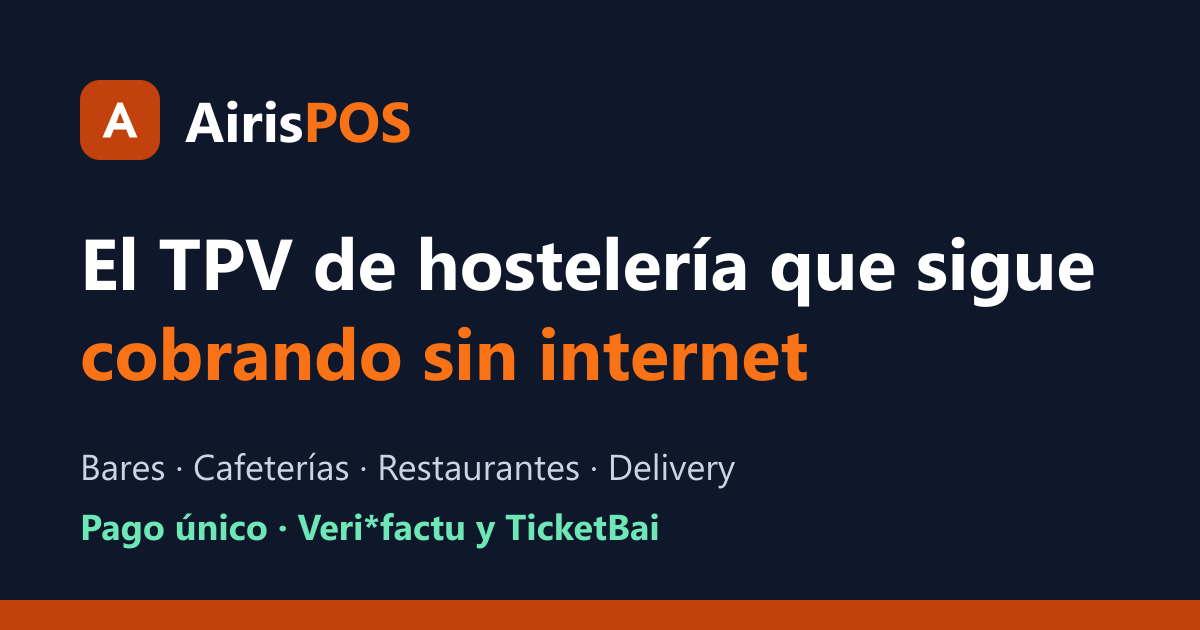 A AirisPOS
El TPV de hostelería que sigue
cobrando sin internet
Bares · Cafeterías · Restaurantes · Delivery
Pago único · Veri*factu y TicketBai